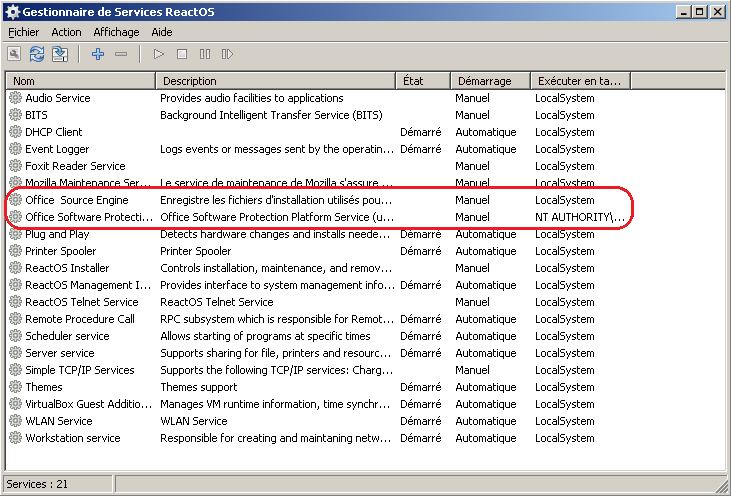 Gestionnaire de Services ReactOS
Fichier Action Affichage Aide
Nom Description État Démarrage Exécuter en ta...
Audio Service Provides audio facilities to applications Manuel LocalSystem
BITS Background Intelligent Transfer Service (BITS) Manuel LocalSystem
DHCP Client Démarré Automatique LocalSystem
Event Logger Logs events or messages sent by the operatin... Démarré Automatique LocalSystem
Foxit Reader Service Manuel LocalSystem
Mozilla Maintenance Ser... Le service de maintenance de Mozilla s'assure ... Manuel LocalSystem
Office  Source Engine Enregistre les fichiers d'installation utilisés pou... Manuel LocalSystem
Office Software Protecti... Office Software Protection Platform Service (u... Manuel NT AUTHORITY\...
Plug and Play Detects hardware changes and installs neede... Démarré Automatique LocalSystem
Printer Spooler Printer Spooler Démarré Automatique LocalSystem
ReactOS Installer Controls installation, maintenance, and remov... Manuel LocalSystem
ReactOS Management I... Provides interface to system management info... Démarré Automatique LocalSystem
ReactOS Telnet Service ReactOS Telnet Service Manuel LocalSystem
Remote Procedure Call RPC subsystem which is responsible for Remot... Démarré Automatique LocalSystem
Scheduler service Allows starting of programs at specific times Démarré Automatique LocalSystem
Server service Supports sharing for file, printers and resourc... Démarré Automatique LocalSystem
Simple TCP/IP Services Supports the following TCP/IP services: Charg... Manuel LocalSystem
Themes Themes support Démarré Automatique LocalSystem
VirtualBox Guest Additio... Manages VM runtime information, time synchr... Démarré Automatique LocalSystem
WLAN Service WLAN Service Démarré Automatique LocalSystem
Workstation service Responsible for creating and maintaning netw... Démarré Automatique LocalSystem
Services : 21